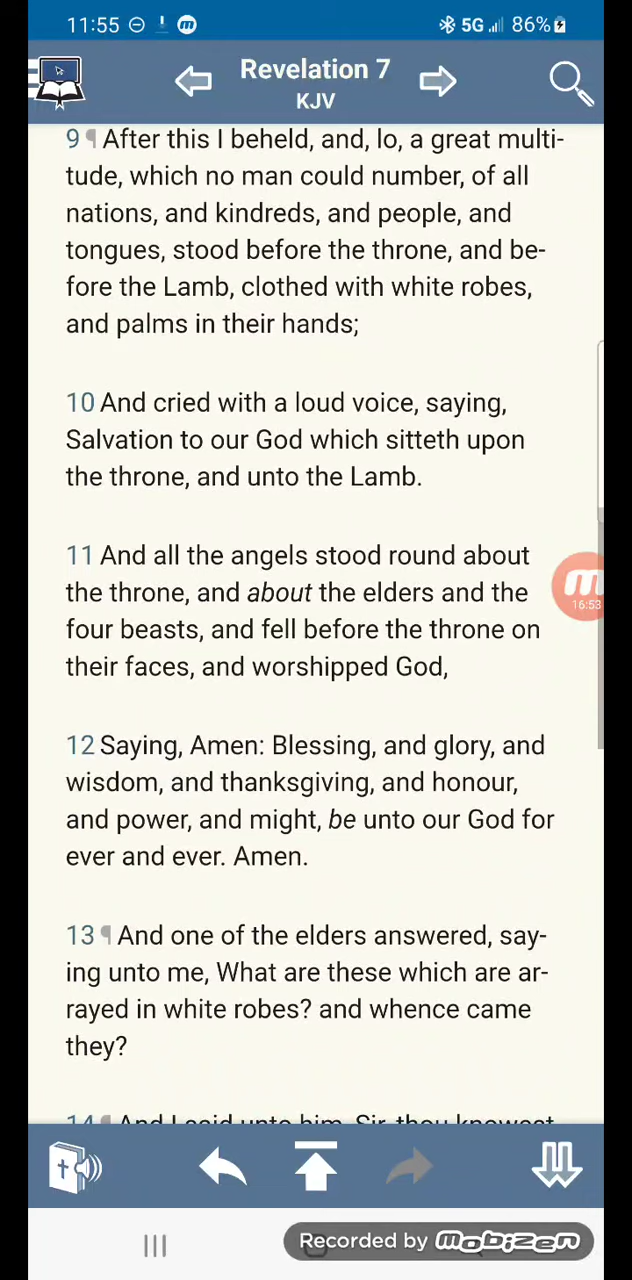 11:55 5G 86%
Revelation 7
KJV
9 ¶ After this I beheld, and, lo, a great multi-
tude, which no man could number, of all
nations, and kindreds, and people, and
tongues, stood before the throne, and be-
fore the Lamb, clothed with white robes,
and palms in their hands;
10 And cried with a loud voice, saying,
Salvation to our God which sitteth upon
the throne, and unto the Lamb.
11 And all the angels stood round about
the throne, and about the elders and the
four beasts, and fell before the throne on
their faces, and worshipped God,
12 Saying, Amen: Blessing, and glory, and
wisdom, and thanksgiving, and honour,
and power, and might, be unto our God for
ever and ever. Amen.
13 ¶ And one of the elders answered, say-
ing unto me, What are these which are ar-
rayed in white robes? and whence came
they?
14 ¶ And I said unto him, Sir, thou knowest
16:53
Recorded by mobizen